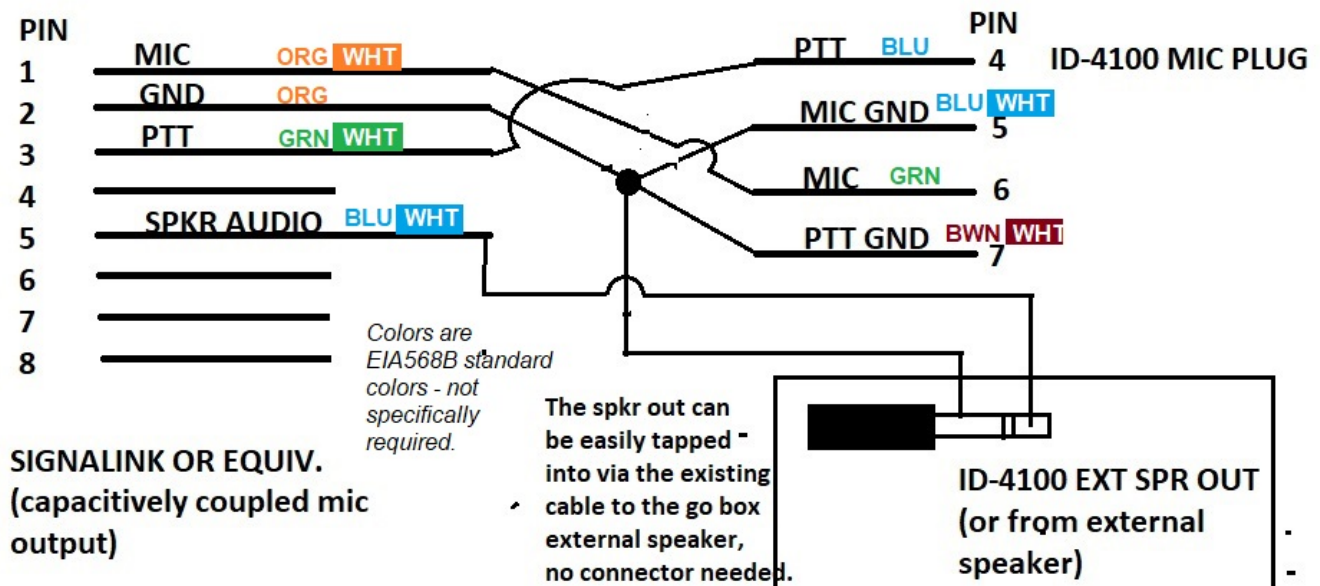 PIN
1 MIC ORG WHT
2 GND ORG
3 PTT GRN WHT
4
5 SPKR AUDIO BLU WHT
6
7
8
PIN
PTT BLU 4 ID-4100 MIC PLUG
MIC GND BLU WHT 5
MIC GRN 6
PTT GND BWN WHT 7
Colors are
EIA568B standard
colors - not
specifically
required.
SIGNALINK OR EQUIV.
(capacitively coupled mic
output)
The spkr out can
be easily tapped
into via the existing
cable to the go box
external speaker,
no connector needed.
ID-4100 EXT SPR OUT
(or from external
speaker)